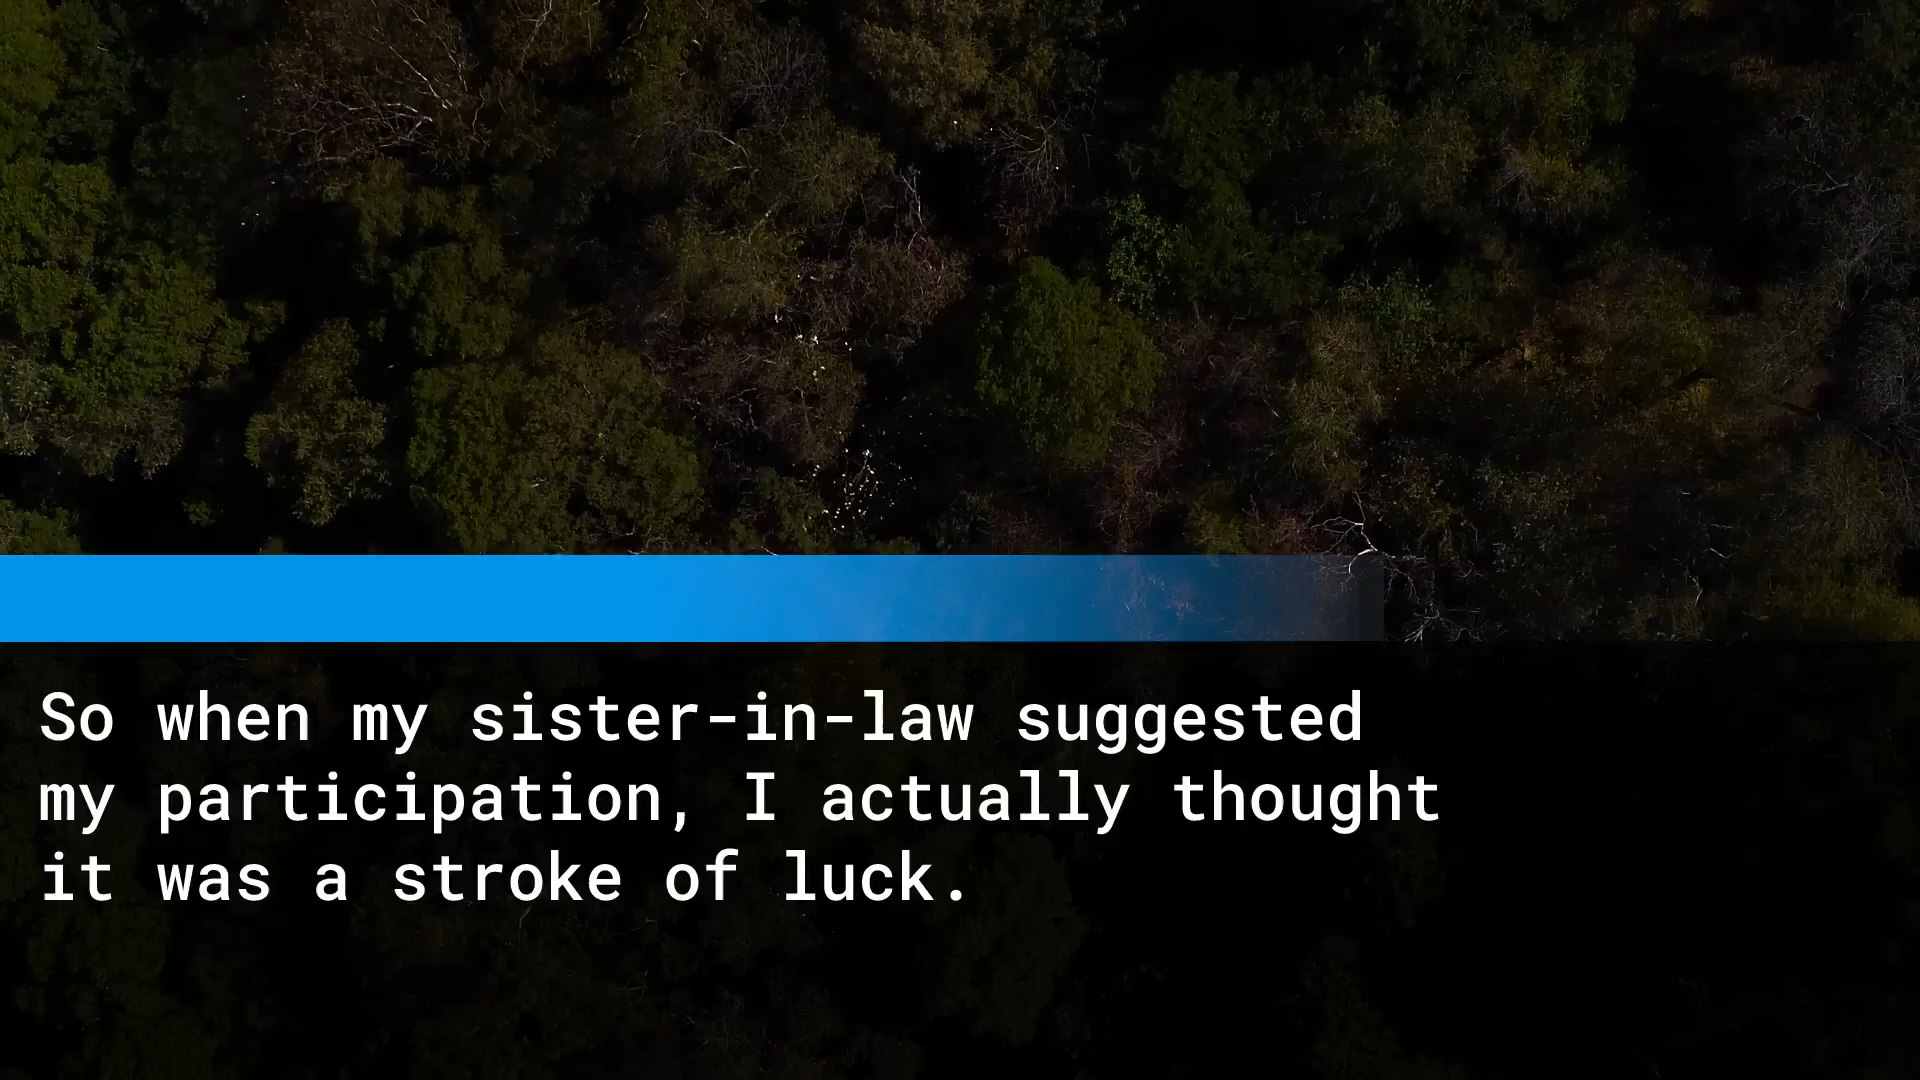 So when my sister-in-law suggested
my participation, I actually thought
it was a stroke of luck.